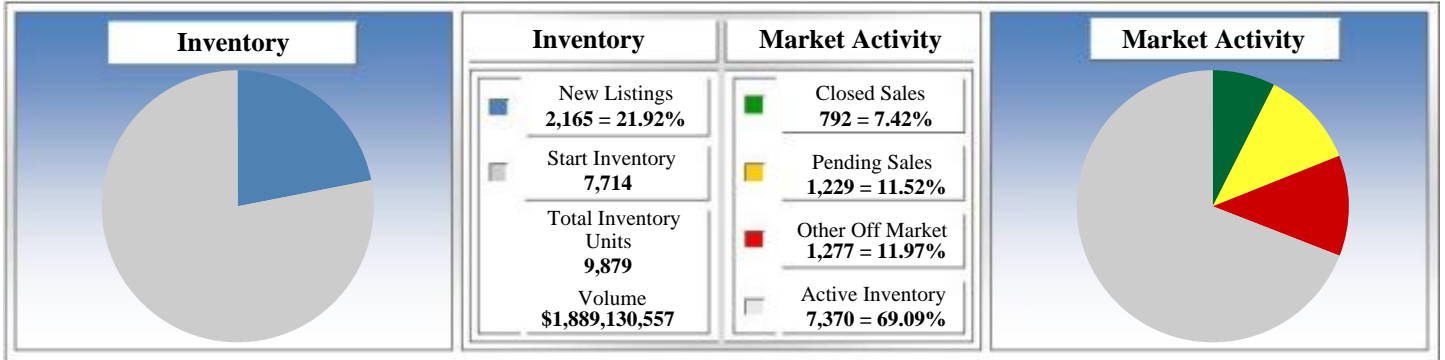 Inventory
Inventory
New Listings
2,165 = 21.92%
Start Inventory
7,714
Total Inventory
Units
9,879
Volume
$1,889,130,557
Market Activity
Closed Sales
792 = 7.42%
Pending Sales
1,229 = 11.52%
Other Off Market
1,277 = 11.97%
Active Inventory
7,370 = 69.09%
Market Activity